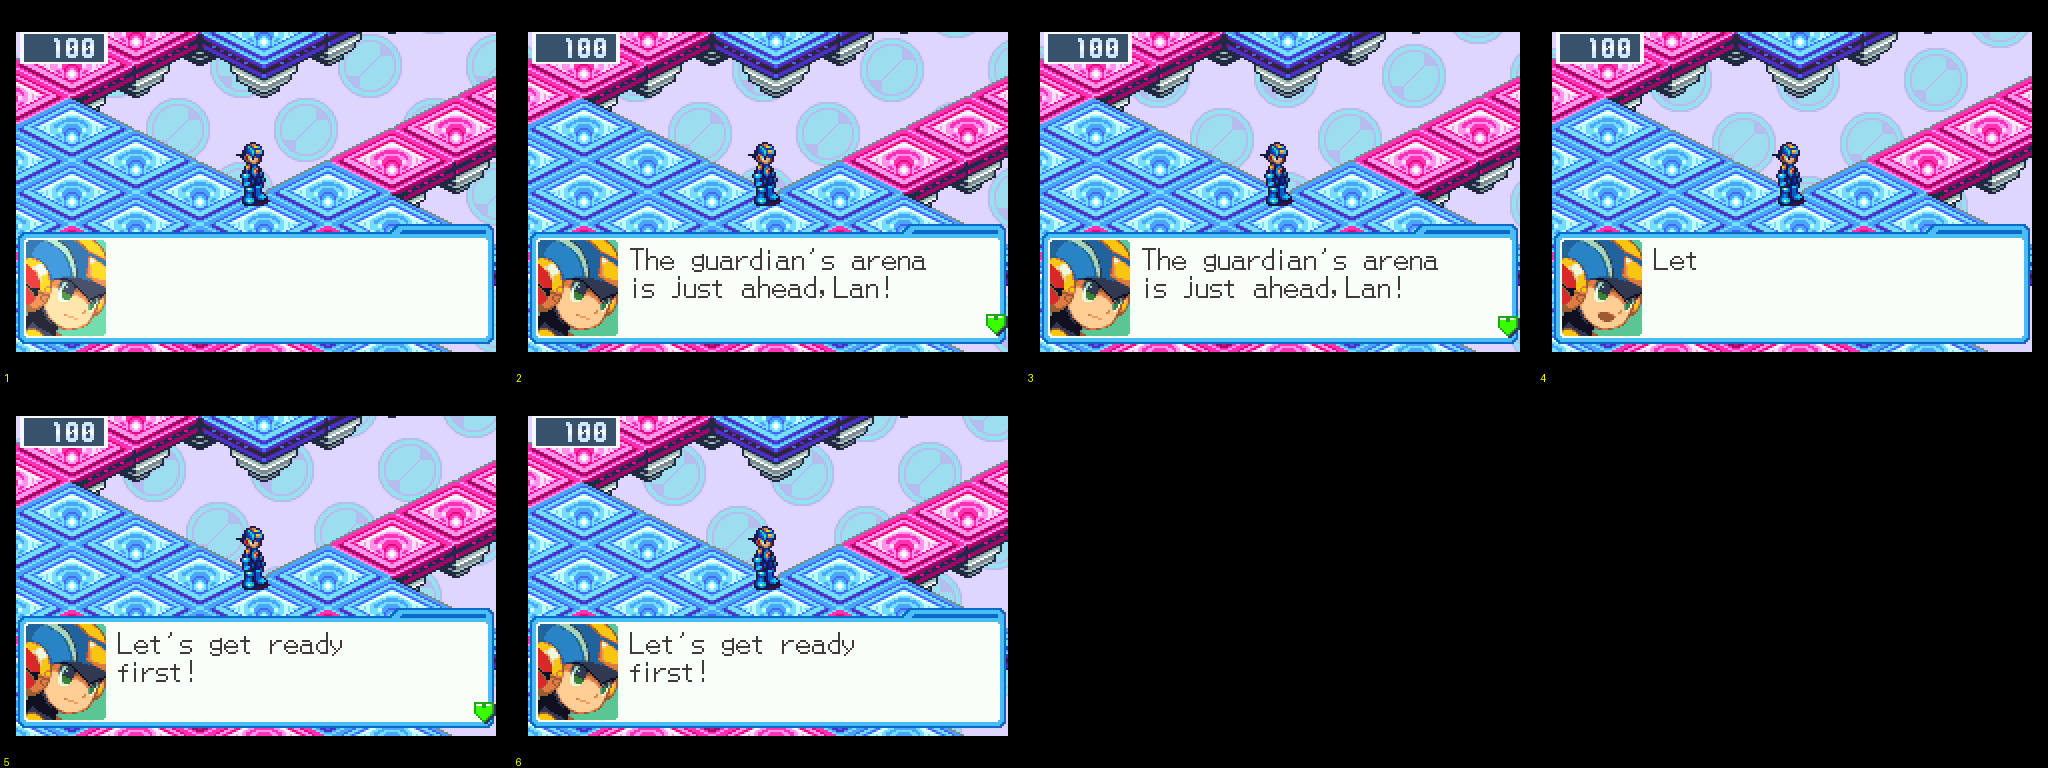 100
100
The guardian's arena
is just ahead, Lan!
100
The guardian's arena
is just ahead, Lan!
100
Let
1
2
3
4
100
Let's get ready
first!
100
Let's get ready
first!
5
6